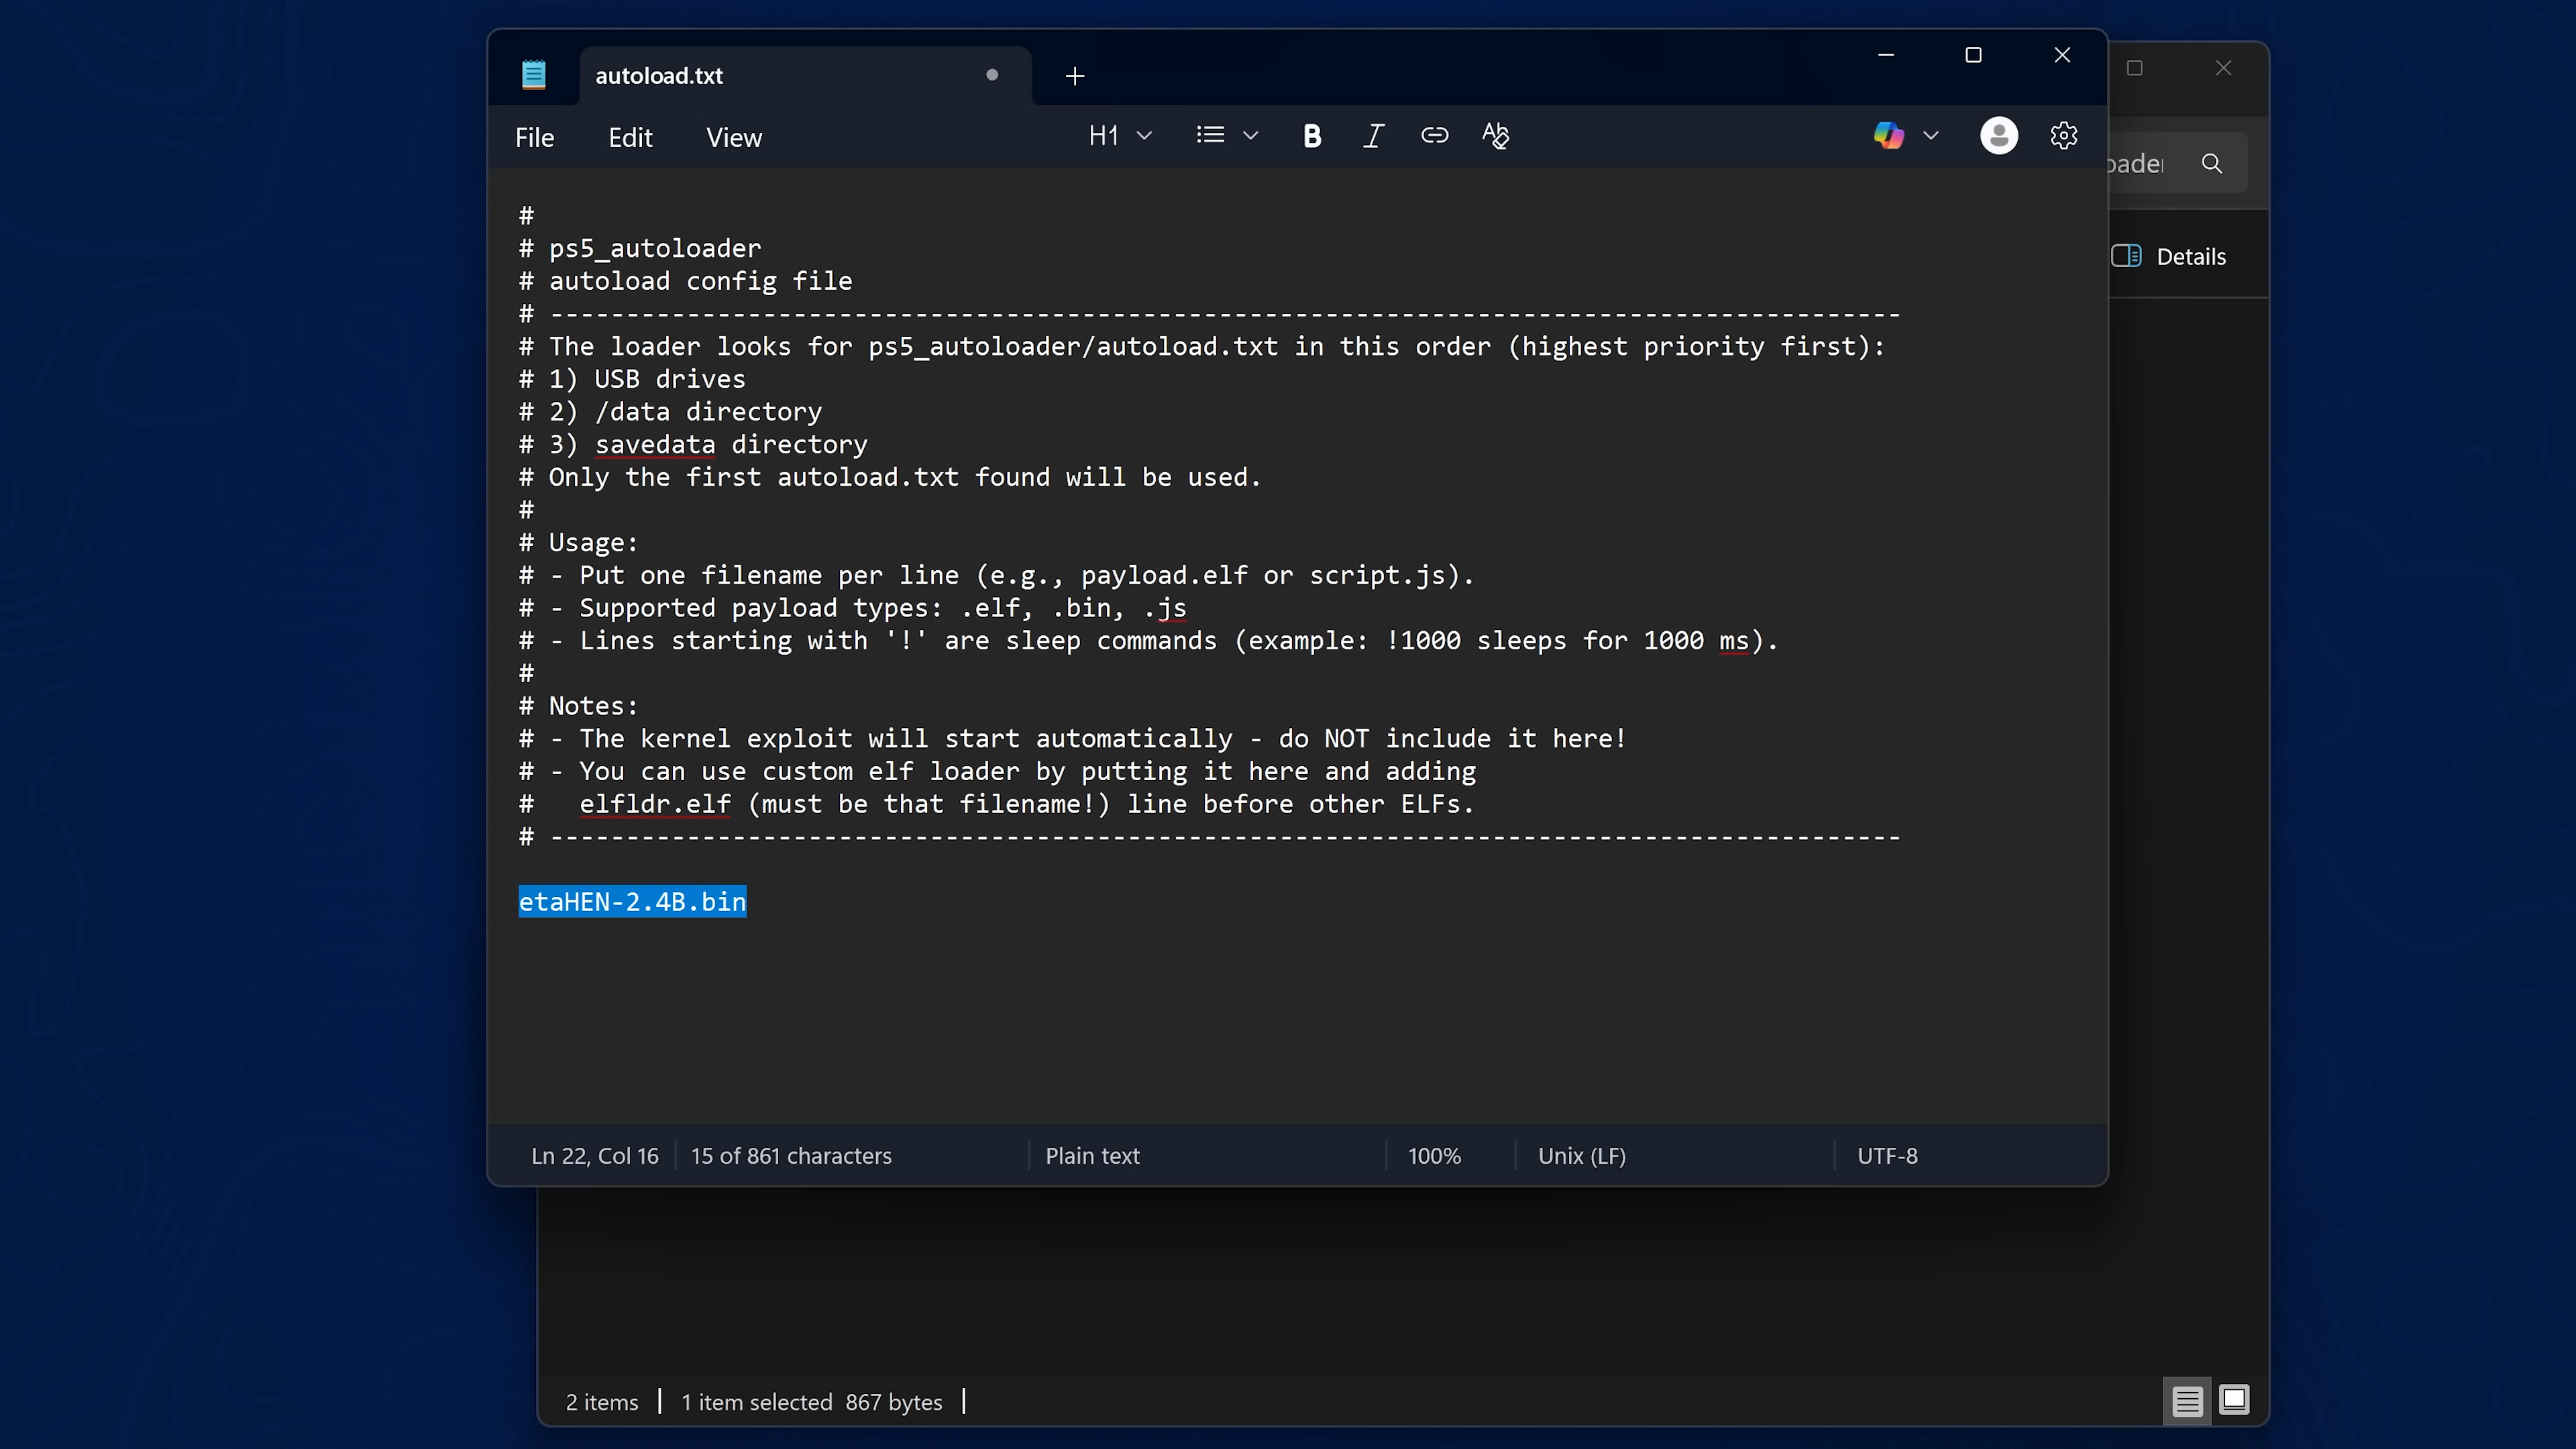 autoload.txt
File Edit View H1
oader
Details
#
# ps5_autoloader
# autoload config file
# -----------------------------------------------------------------------------------------
# The loader looks for ps5_autoloader/autoload.txt in this order (highest priority first):
# 1) USB drives
# 2) /data directory
# 3) savedata directory
# Only the first autoload.txt found will be used.
#
# Usage:
# - Put one filename per line (e.g., payload.elf or script.js).
# - Supported payload types: .elf, .bin, .js
# - Lines starting with '!' are sleep commands (example: !1000 sleeps for 1000 ms).
#
# Notes:
# - The kernel exploit will start automatically - do NOT include it here!
# - You can use custom elf loader by putting it here and adding
#   elfldr.elf (must be that filename!) line before other ELFs.
# -----------------------------------------------------------------------------------------
etaHEN-2.4B.bin
Ln 22, Col 16 15 of 861 characters Plain text 100% Unix (LF) UTF-8
2 items 1 item selected 867 bytes